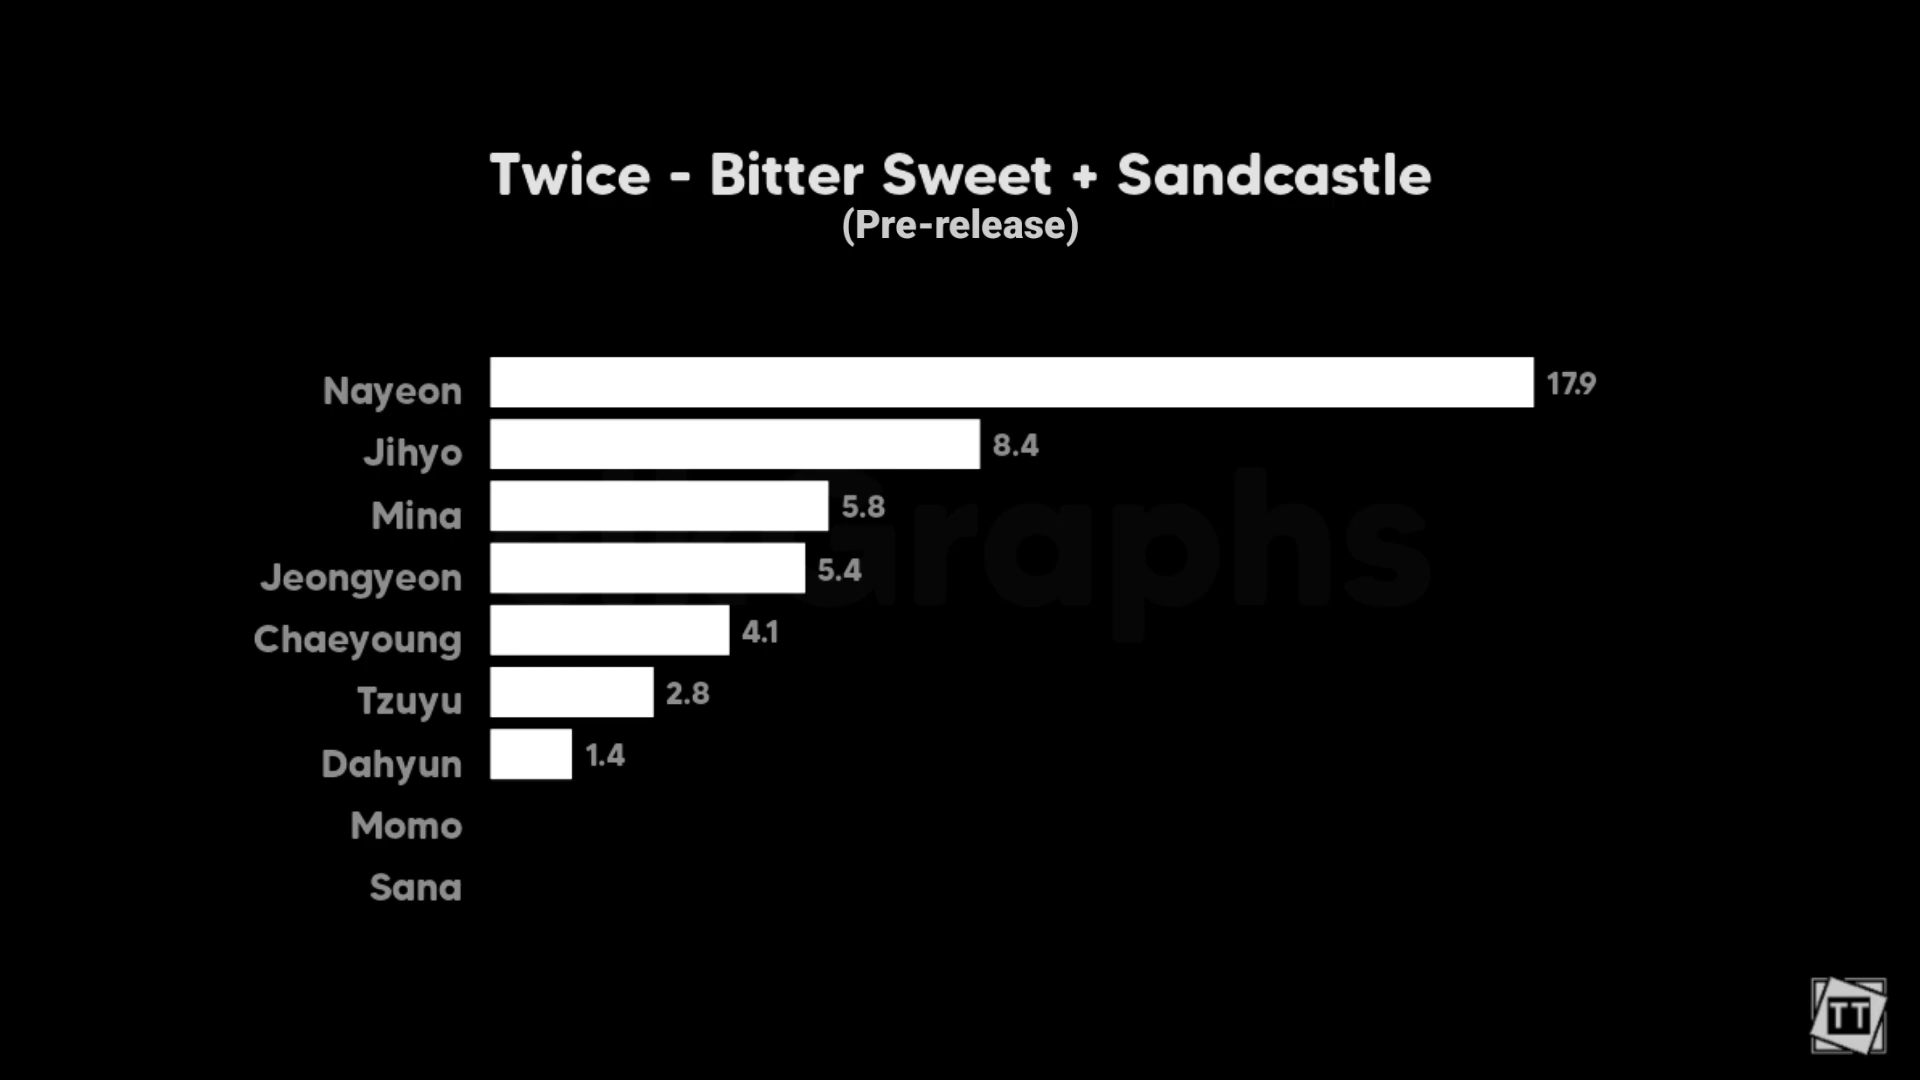 Twice - Bitter Sweet + Sandcastle
(Pre-release)
Nayeon 17.9
Jihyo 8.4
Mina 5.8
Jeongyeon 5.4
Chaeyoung 4.1
Tzuyu 2.8
Dahyun 1.4
Momo
Sana
Graphs
TT